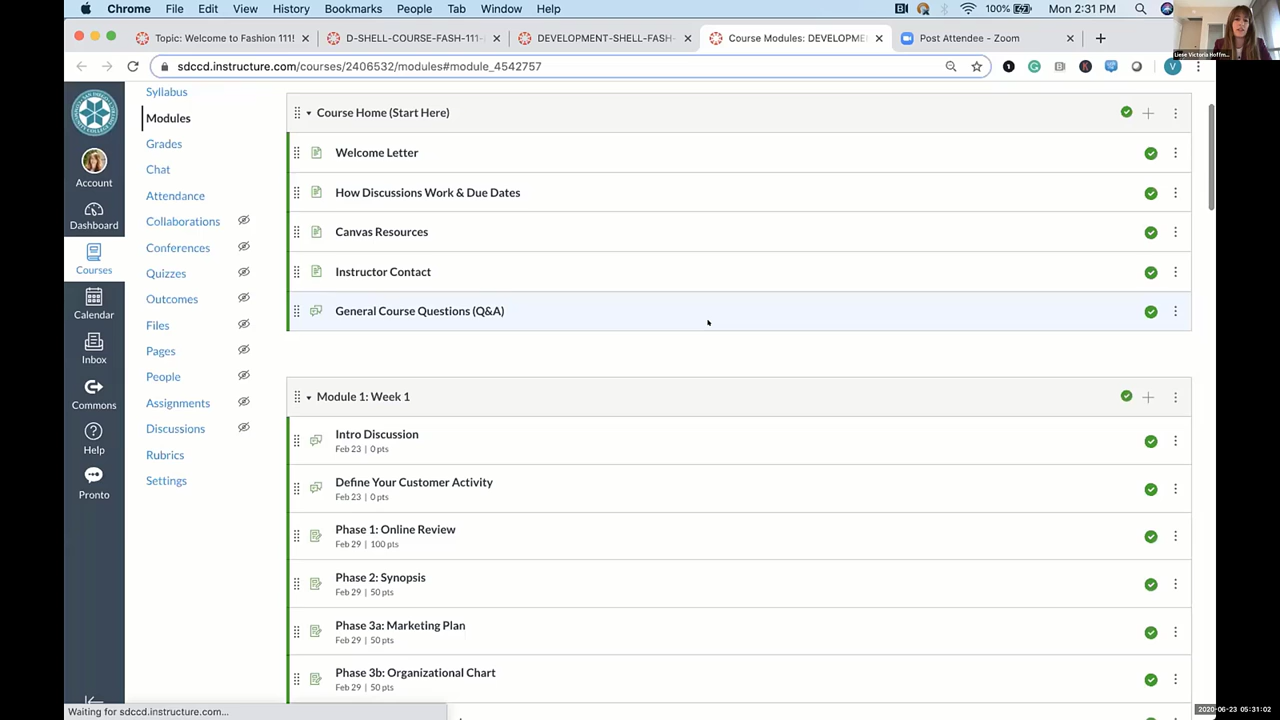 Chrome File Edit View History Bookmarks People Tab Window Help 100% Mon 2:31 PM
Topic: Welcome to Fashion 111! D-SHELL-COURSE-FASH-111- DEVELOPMENT-SHELL-FASH- Course Modules: DEVELOPME Post Attendee - Zoom
sdccd.instructure.com/courses/2406532/modules#modu 67
V
Liese Victoria Hoffm...
Account
Dashboard
Courses
Calendar
Inbox
Commons
Help
Pronto
Syllabus
Modules
Grades
Chat
Attendance
Collaborations
Conferences
Quizzes
Outcomes
Files
Pages
People
Assignments
Discussions
Rubrics
Settings
Course Home (Start Here)
Welcome Letter
How Discussions Work & Due Dates
Canvas Resources
Instructor Contact
General Course Questions (Q&A)
Module 1: Week 1
Intro Discussion
Feb 23 | 0 pts
Define Your Customer Activity
Feb 23 | 0 pts
Phase 1: Online Review
Feb 29 | 100 pts
Phase 2: Synopsis
Feb 29 | 50 pts
Phase 3a: Marketing Plan
Feb 29 | 50 pts
Phase 3b: Organizational Chart
Feb 29 | 50 pts
Waiting for sdccd.instructure.com...
2020-06-23 05:31:02